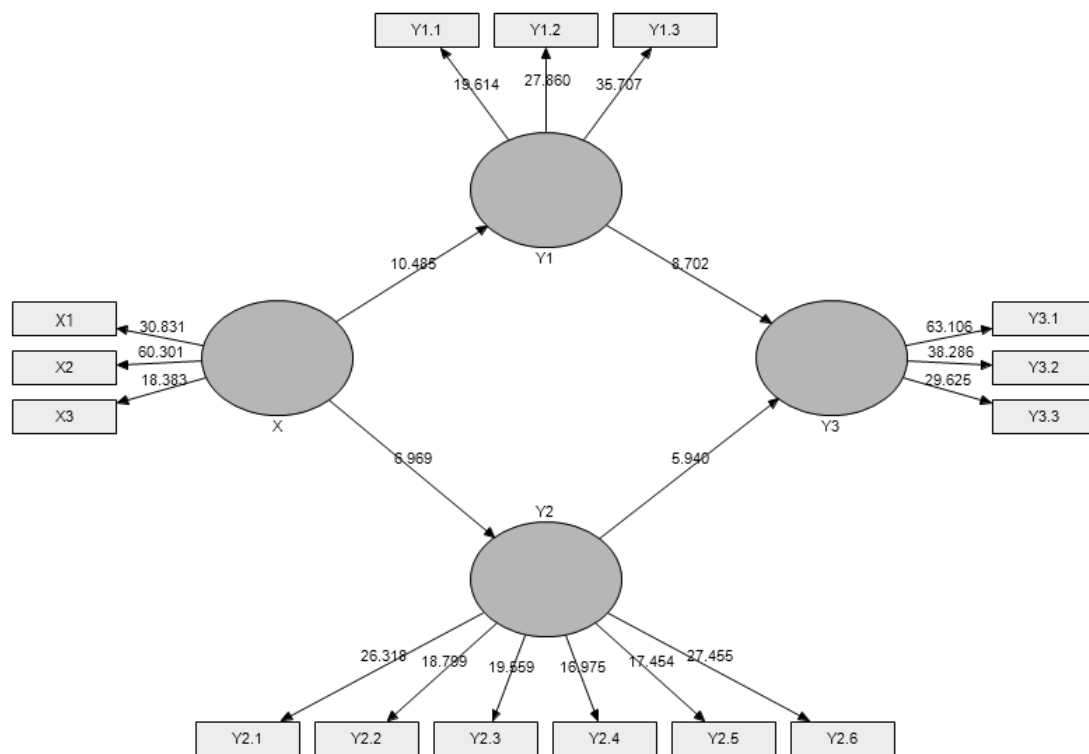 Y1.1
Y1.2
Y1.3
19.614
27.860
35.707
Y1
10.485
8.702
X1
X2
X3
30.831
60.301
18.383
X
Y3.1
Y3.2
Y3.3
63.106
38.286
29.625
Y3
6.969
5.940
Y2
26.318
18.799
19.559
16.975
17.454
27.455
Y2.1
Y2.2
Y2.3
Y2.4
Y2.5
Y2.6